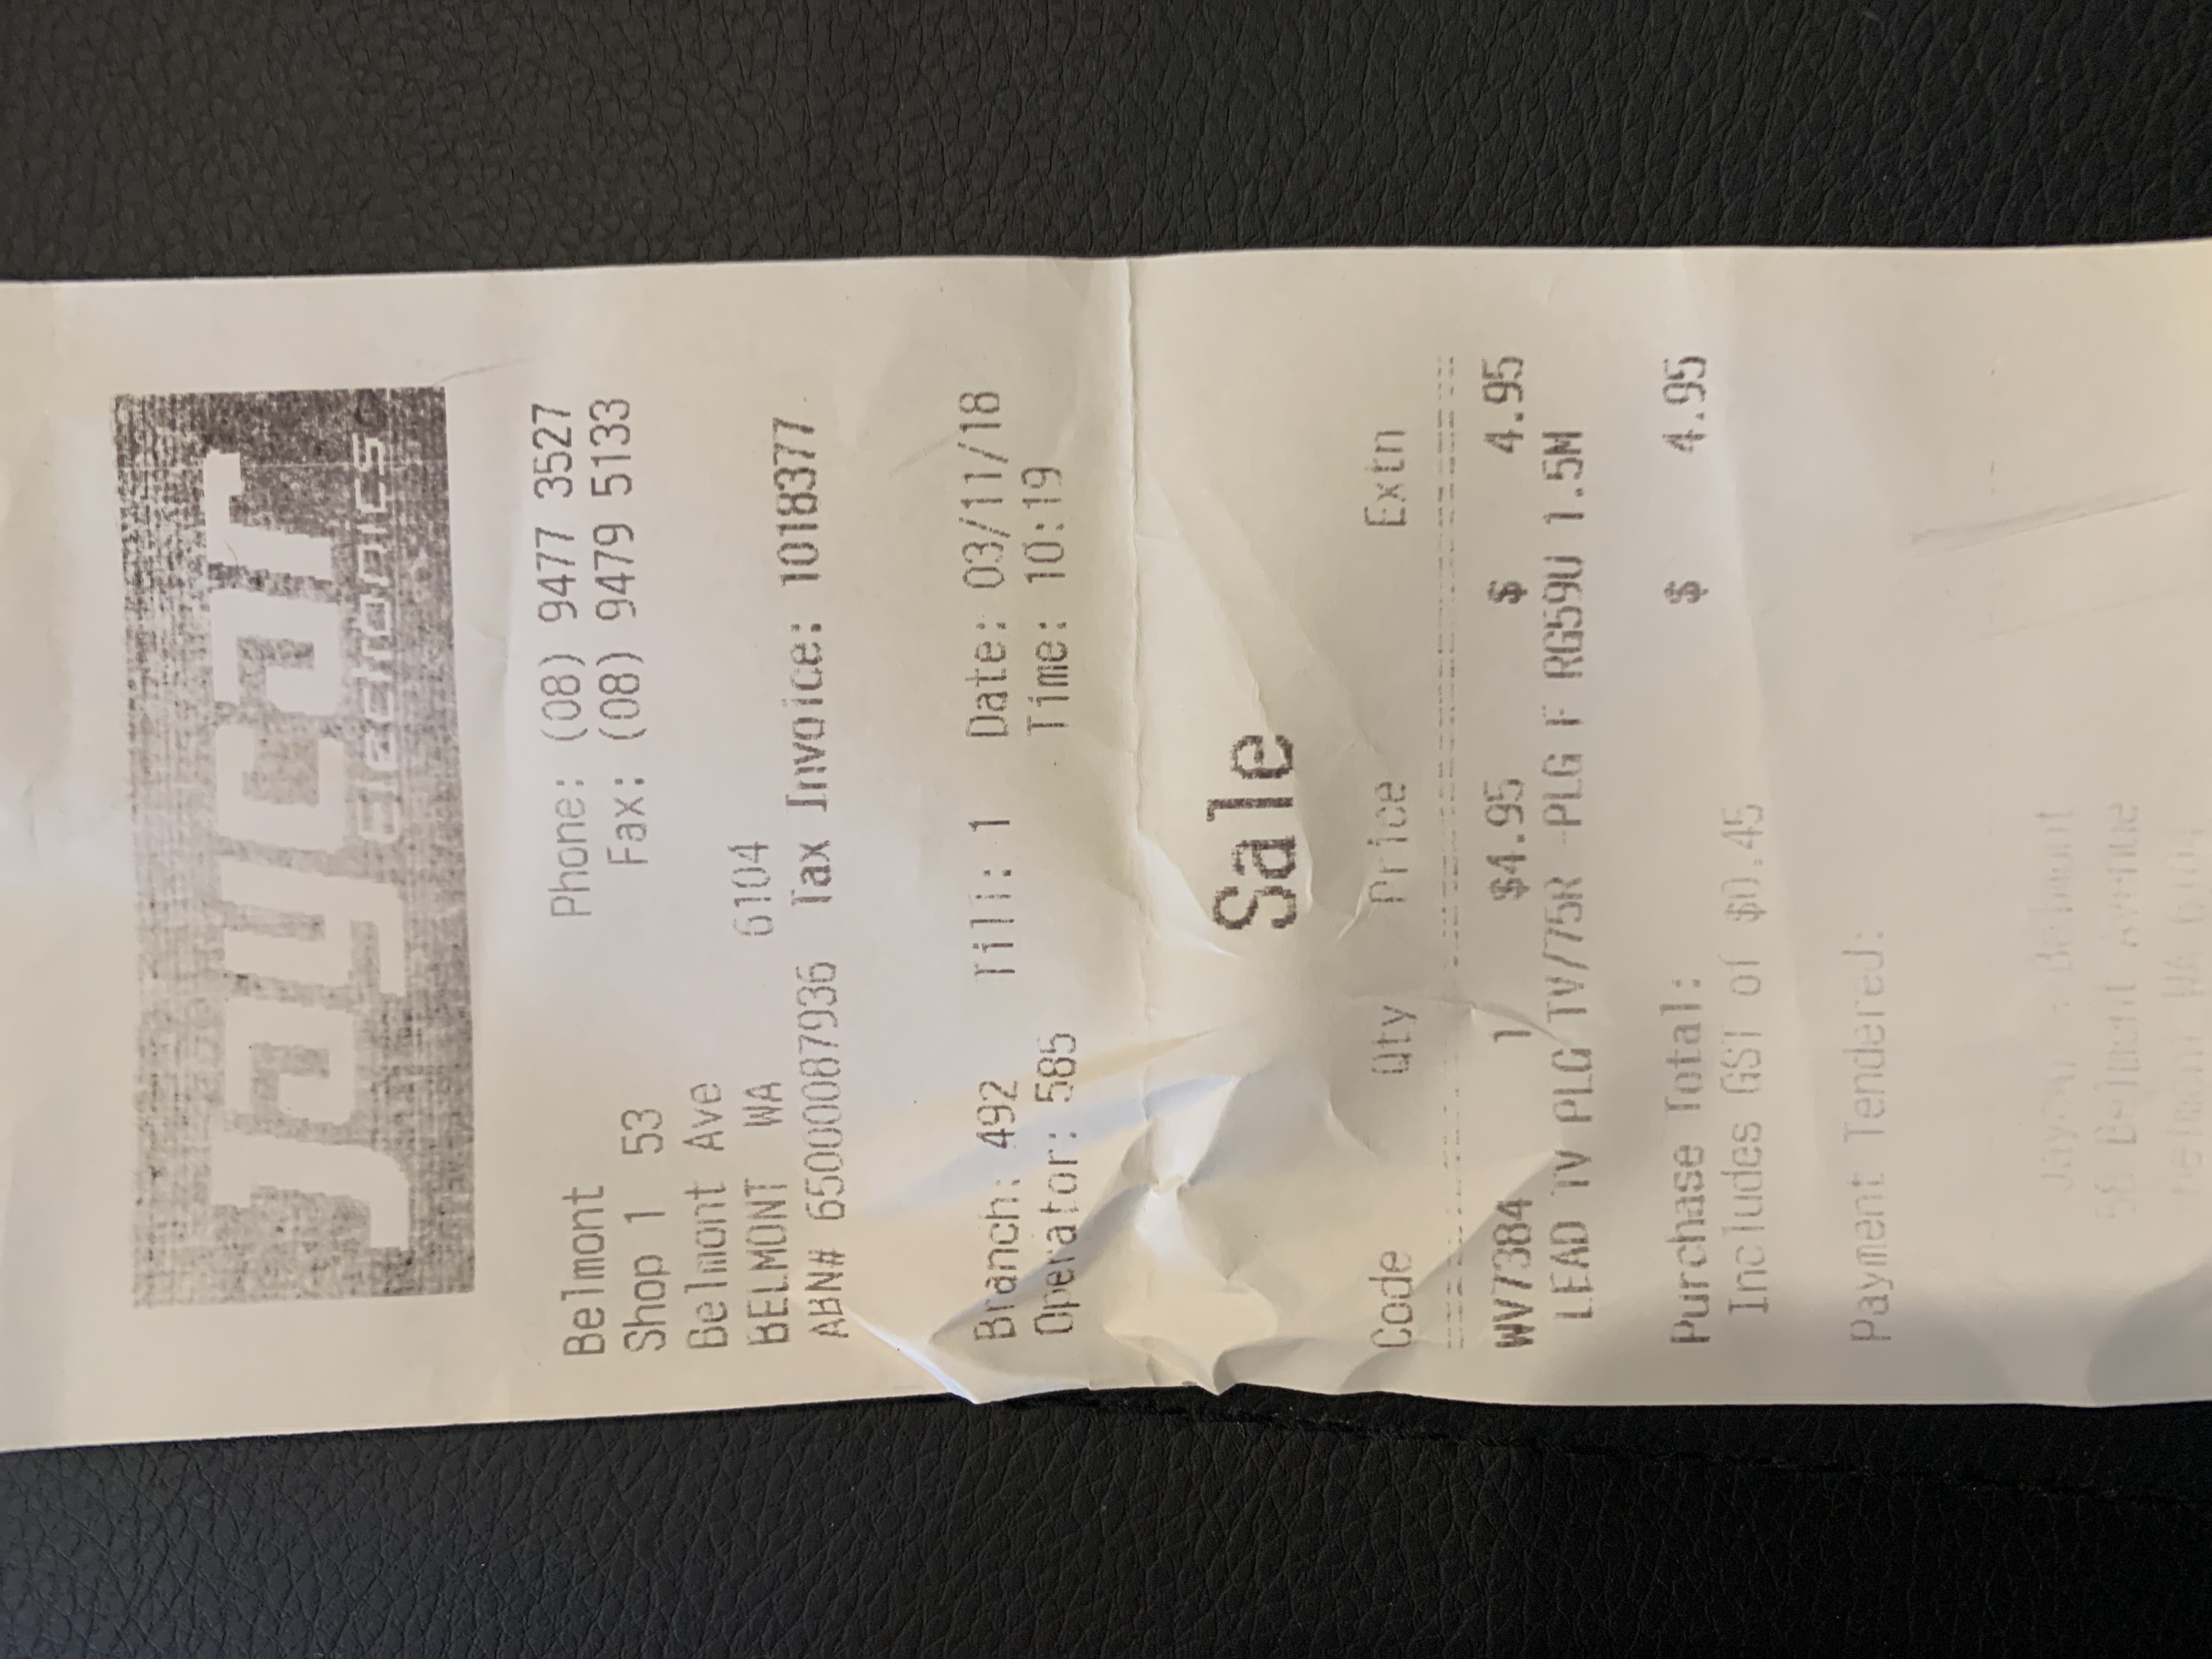 Jaycar
Electronics
Belmont Phone: (08) 9477 3527
Shop 1 53 Fax: (08) 9479 5133
Belmont Ave
BELMONT WA 6104
ABN# 65000087936 Tax Invoice: 1018377
Branch: 492 Till: 1 Date: 03/11/18
Operator: 585 Time: 10:19
Sale
Code Qty Price Extn
WV7384 1 $4.95 $ 4.95
LEAD TV PLG TV/75R -PLG F RG59U 1.5M
Purchase Total: $ 4.95
Includes GST of $0.45
Payment Tendered:
Jaycar - Belmont
58 Belmont Avenue
Belmont WA 6104